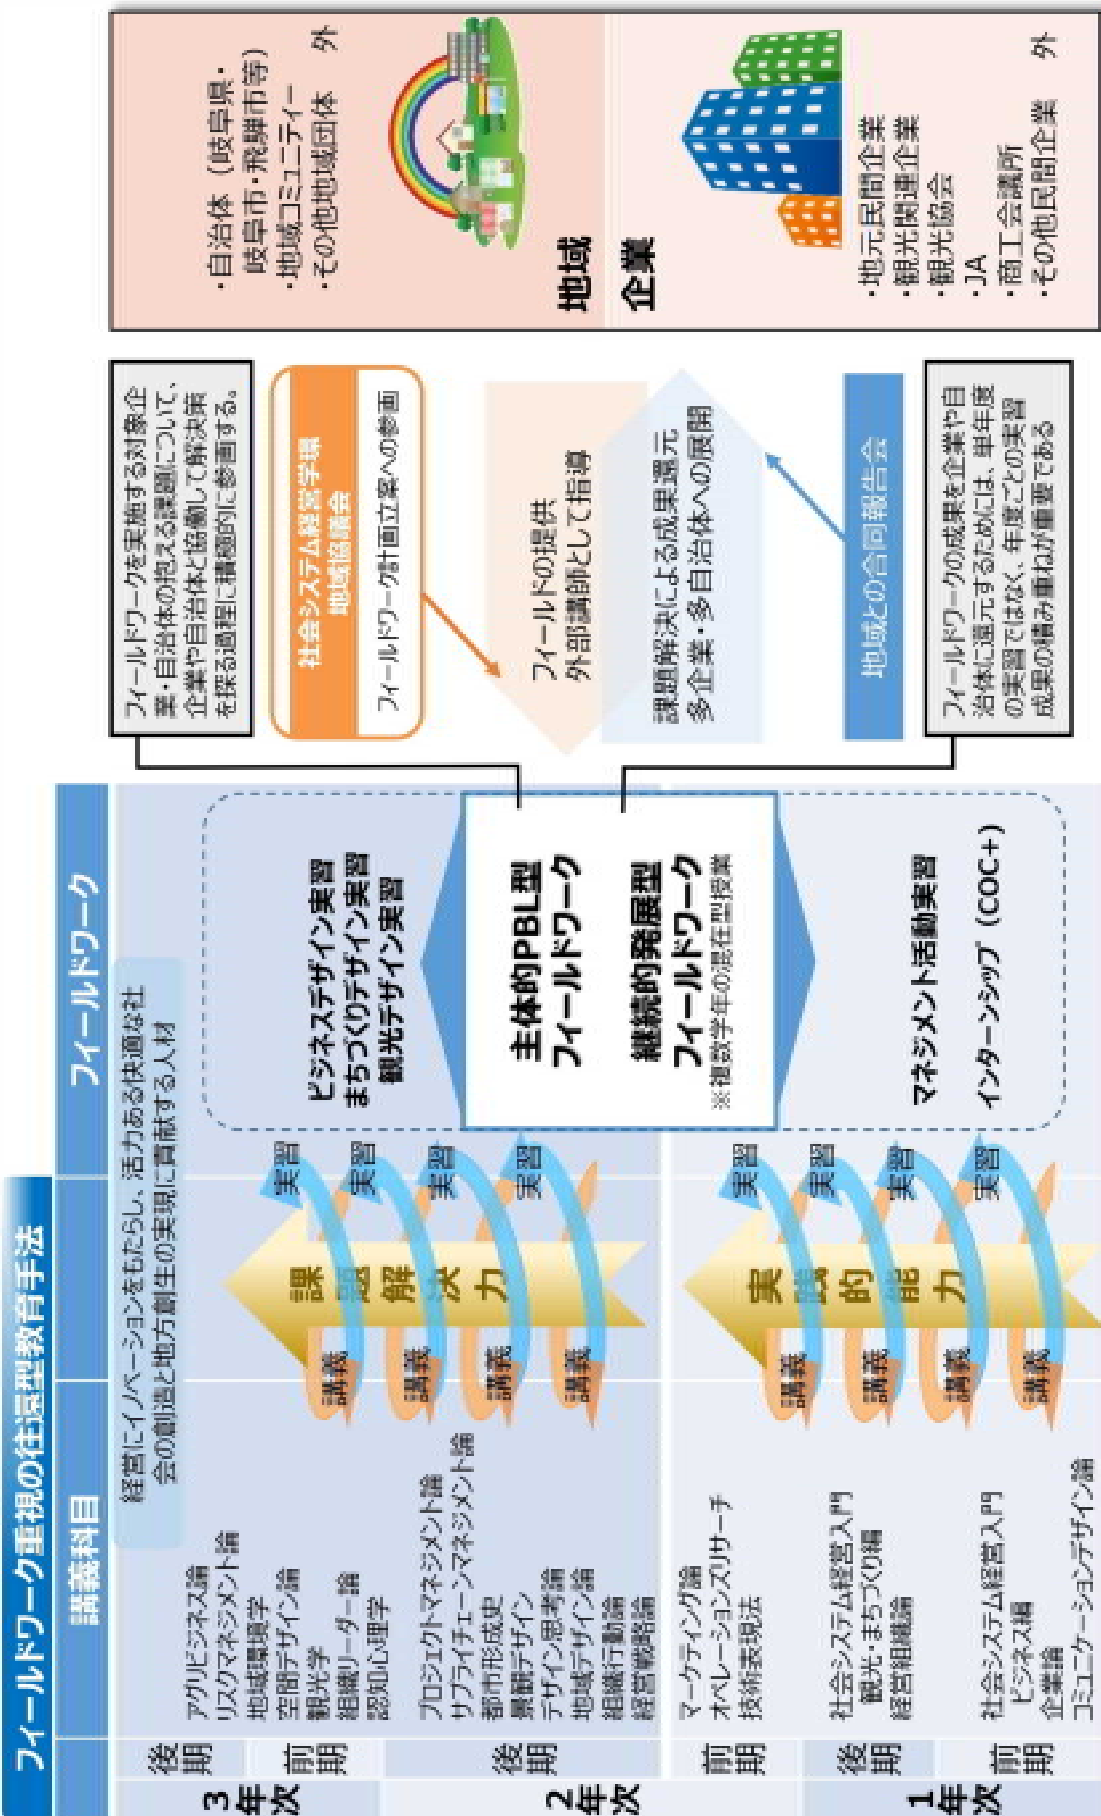 フィールドワーク重視の往還型教育手法
講義科目
フィールドワーク
経営にイノベーションをもたらし、活力ある快適な社
会の創造と地方創生の実現に貢献する人材
3年次
後期
アグリビジネス論
リスクマネジメント論
地域環境学
前期
空間デザイン論
観光学
組織リーダー論
認知心理学
2年次
後期
プロジェクトマネジメント論
サプライチェーンマネジメント論
都市形成史
景観デザイン
デザイン思考論
地域デザイン論
組織行動論
経営戦略論
前期
マーケティング論
オペレーションズリサーチ
技術表現法
1年次
後期
社会システム経営入門
観光・まちづくり編
経営組織論
前期
社会システム経営入門
ビジネス編
企業論
コミュニケーションデザイン論
課題解決力
講義
実習
講義
実習
講義
実習
講義
実習
実践的能力
講義
実習
講義
実習
講義
実習
講義
実習
ビジネスデザイン実習
まちづくりデザイン実習
観光デザイン実習
主体的PBL型
フィールドワーク
継続的発展型
フィールドワーク
※複数学年の混在型授業
マネジメント活動実習
インターンシップ（COC+）
フィールドワークを実施する対象企
業・自治体の抱える課題について、
企業や自治体と協働して解決策
を探る過程に積極的に参画する。
社会システム経営学環
地域協議会
フィールドワーク計画立案への参画
フィールドの提供
外部講師として指導
課題解決による成果還元
多企業・多自治体への展開
地域との合同報告会
フィールドワークの成果を企業や自
治体に還元するためには、単年度
の実習ではなく、年度ごとの実習
成果の積み重ねが重要である
・自治体（岐阜県・
岐阜市・飛騨市等）
・地域コミュニティー
・その他地域団体 外
地域
企業
・地元民間企業
・観光関連企業
・観光協会
・JA
・商工会議所
・その他民間企業 外